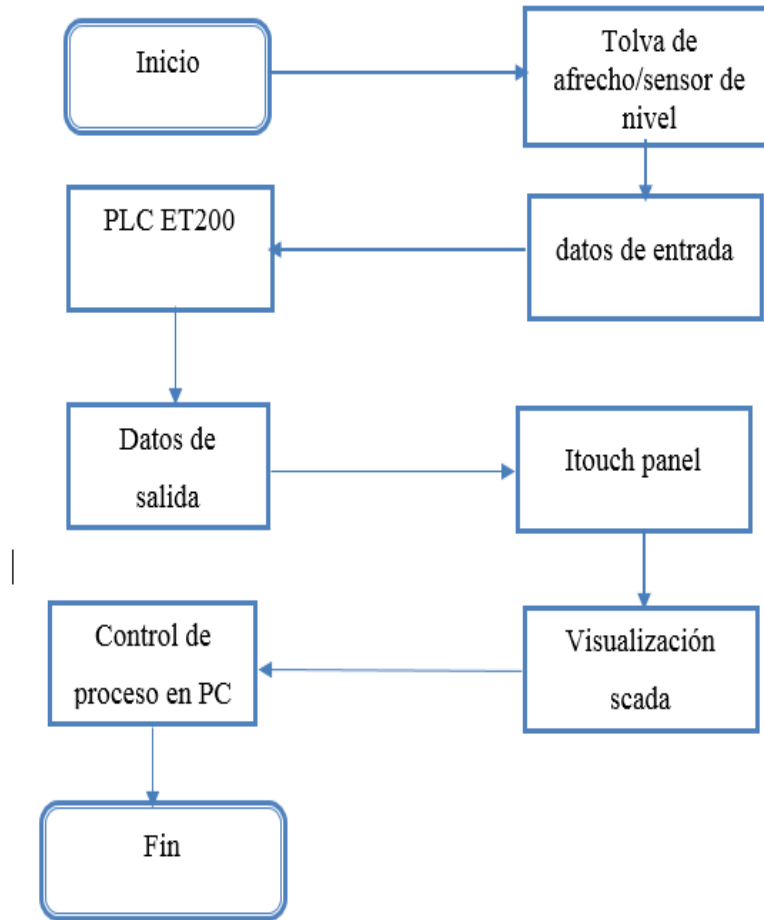 Inicio
Tolva de
afrecho/sensor de
nivel
datos de entrada
PLC ET200
Datos de
salida
Itouch panel
Visualización
scada
Control de
proceso en PC
Fin